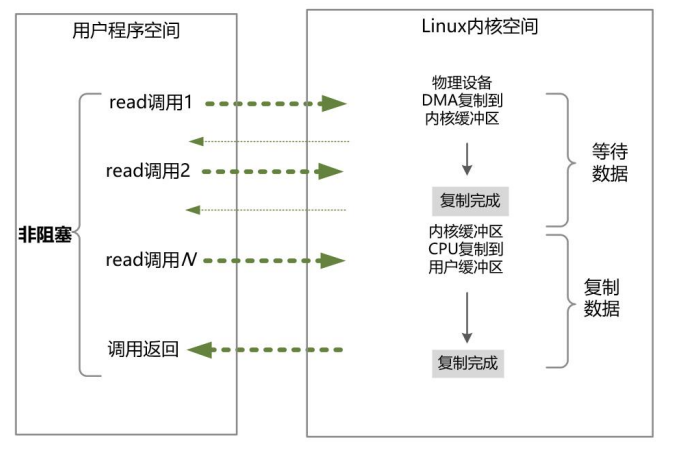 用户程序空间
Linux内核空间
read调用1
物理设备
DMA复制到
内核缓冲区
等待
数据
read调用2
复制完成
非阻塞
内核缓冲区
CPU复制到
用户缓冲区
read调用N
复制
数据
调用返回
复制完成